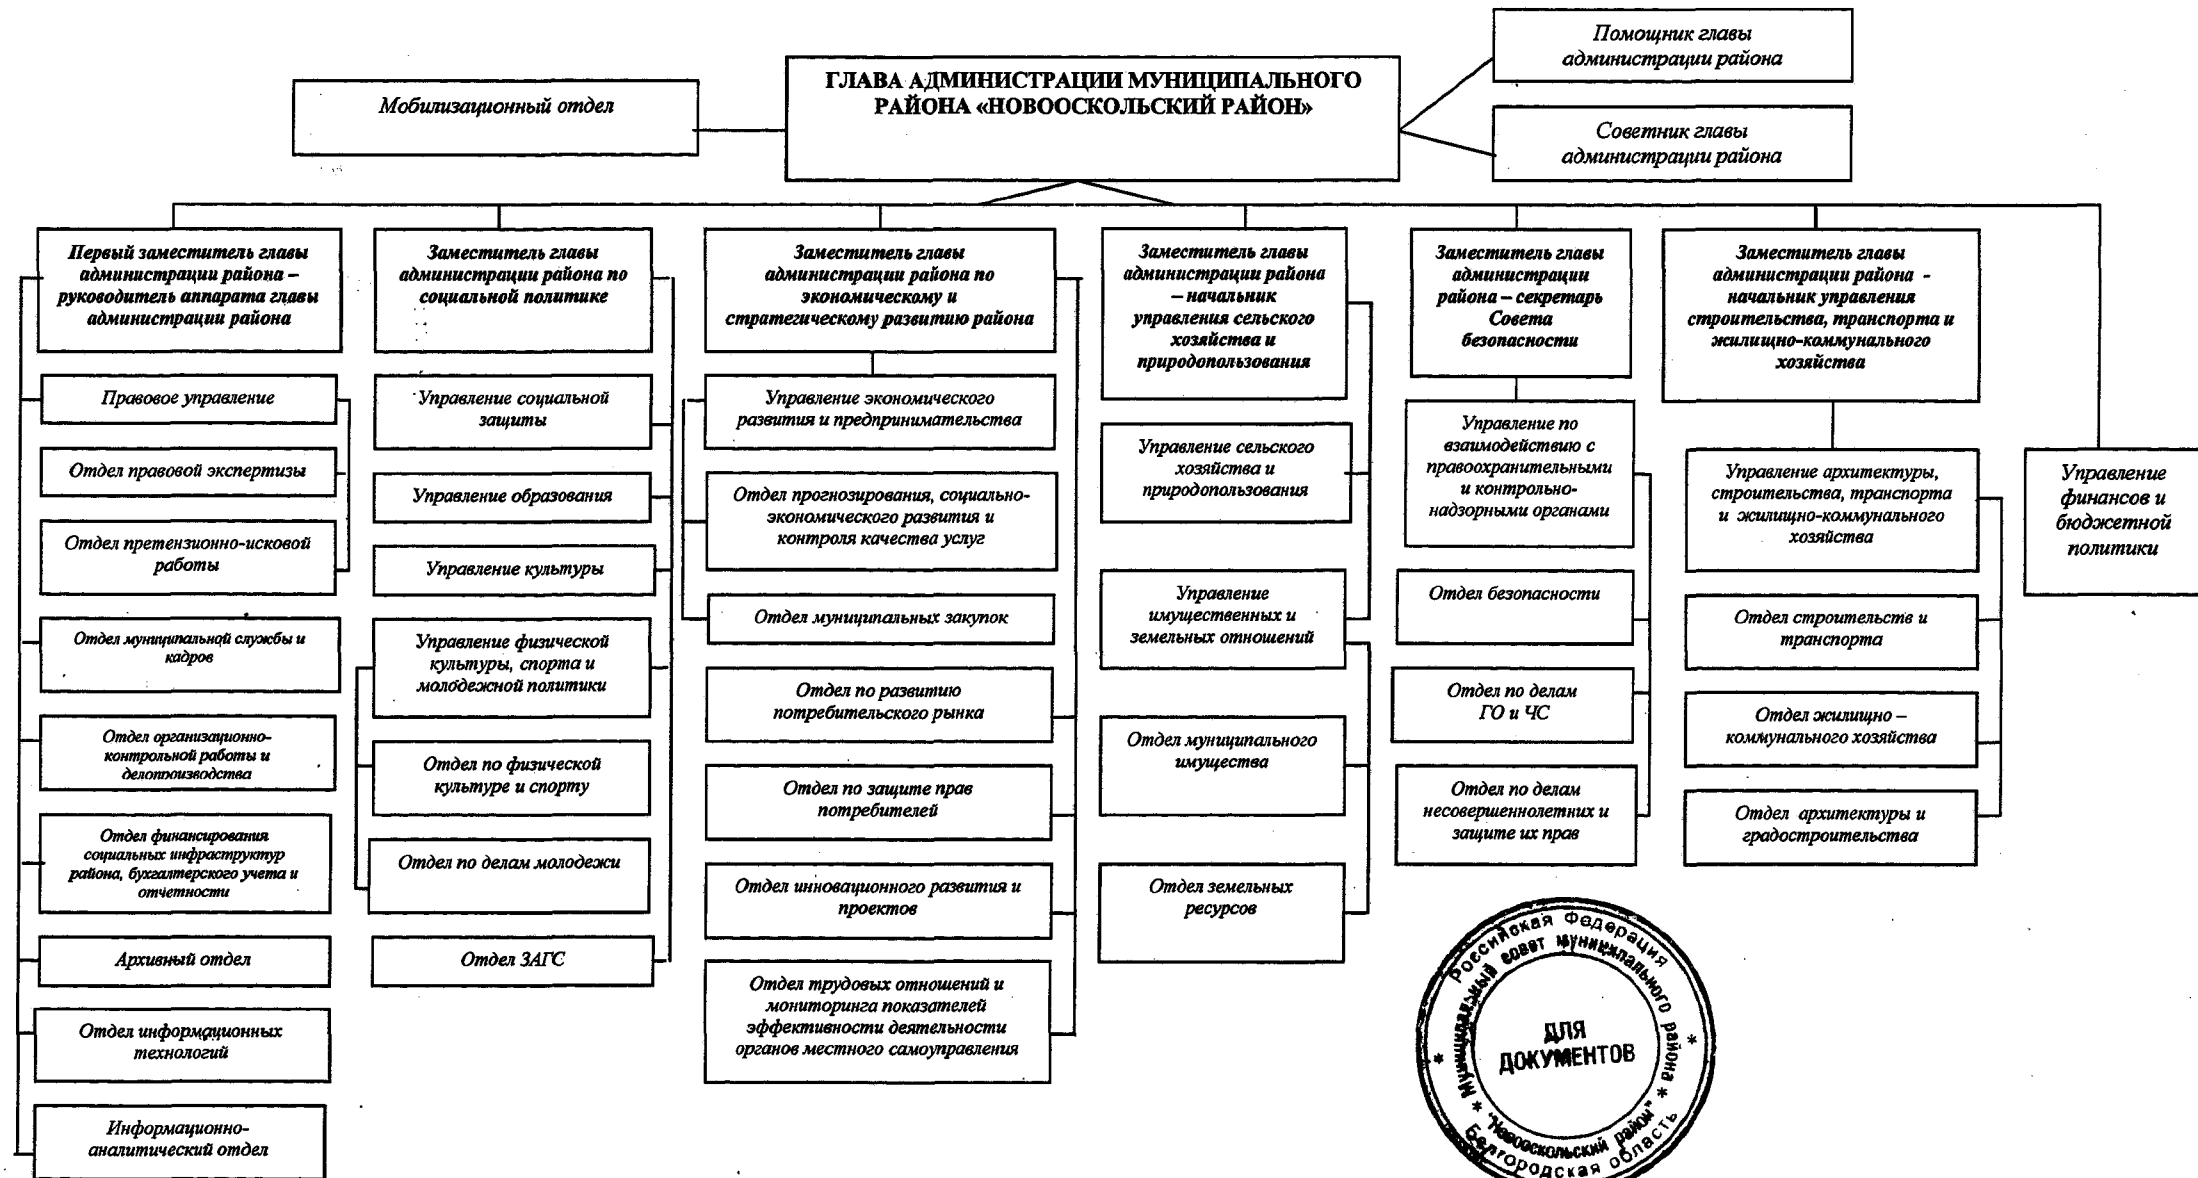 Помощник главы
администрации района
ГЛАВА АДМИНИСТРАЦИИ МУНИЦИПАЛЬНОГО
РАЙОНА «НОВООСКОЛЬСКИЙ РАЙОН»
Мобилизационный отдел
Советник главы
администрации района
Первый заместитель главы
администрации района –
руководитель аппарата главы
администрации района
Правовое управление
Отдел правовой экспертизы
Отдел претензионно-исковой
работы
Отдел муниципальной службы и
кадров
Отдел организационно-
контрольной работы и
делопроизводства
Отдел финансирования
социальных инфраструктур
района, бухгалтерского учета и
отчетности
Архивный отдел
Отдел информационных
технологий
Информационно-
аналитический отдел
Заместитель главы
администрации района по
социальной политике
Управление социальной
защиты
Управление образования
Управление культуры
Управление физической
культуры, спорта и
молодежной политики
Отдел по физической
культуре и спорту
Отдел по делам молодежи
Отдел ЗАГС
Заместитель главы
администрации района по
экономическому и
стратегическому развитию района
Управление экономического
развития и предпринимательства
Отдел прогнозирования, социально-
экономического развития и
контроля качества услуг
Отдел муниципальных закупок
Отдел по развитию
потребительского рынка
Отдел по защите прав
потребителей
Отдел инновационного развития и
проектов
Отдел трудовых отношений и
мониторинга показателей
эффективности деятельности
органов местного самоуправления
Заместитель главы
администрации района
– начальник
управления сельского
хозяйства и
природопользования
Управление сельского
хозяйства и
природопользования
Управление
имущественных и
земельных отношений
Отдел муниципального
имущества
Отдел земельных
ресурсов
Заместитель главы
администрации
района – секретарь
Совета
безопасности
Управление по
взаимодействию с
правоохранительными
и контрольно-
надзорными органами
Отдел безопасности
Отдел по делам
ГО и ЧС
Отдел по делам
несовершеннолетних и
защите их прав
Заместитель главы
администрации района -
начальник управления
строительства, транспорта и
жилищно-коммунального
хозяйства
Управление архитектуры,
строительства, транспорта
и жилищно-коммунального
хозяйства
Отдел строительств и
транспорта
Отдел жилищно –
коммунального хозяйства
Отдел архитектуры и
градостроительства
Управление
финансов и
бюджетной
политики
Российская Федерация
Муниципальный совет муниципального района
"Новооскольский район"
Белгородская область
ДЛЯ
ДОКУМЕНТОВ